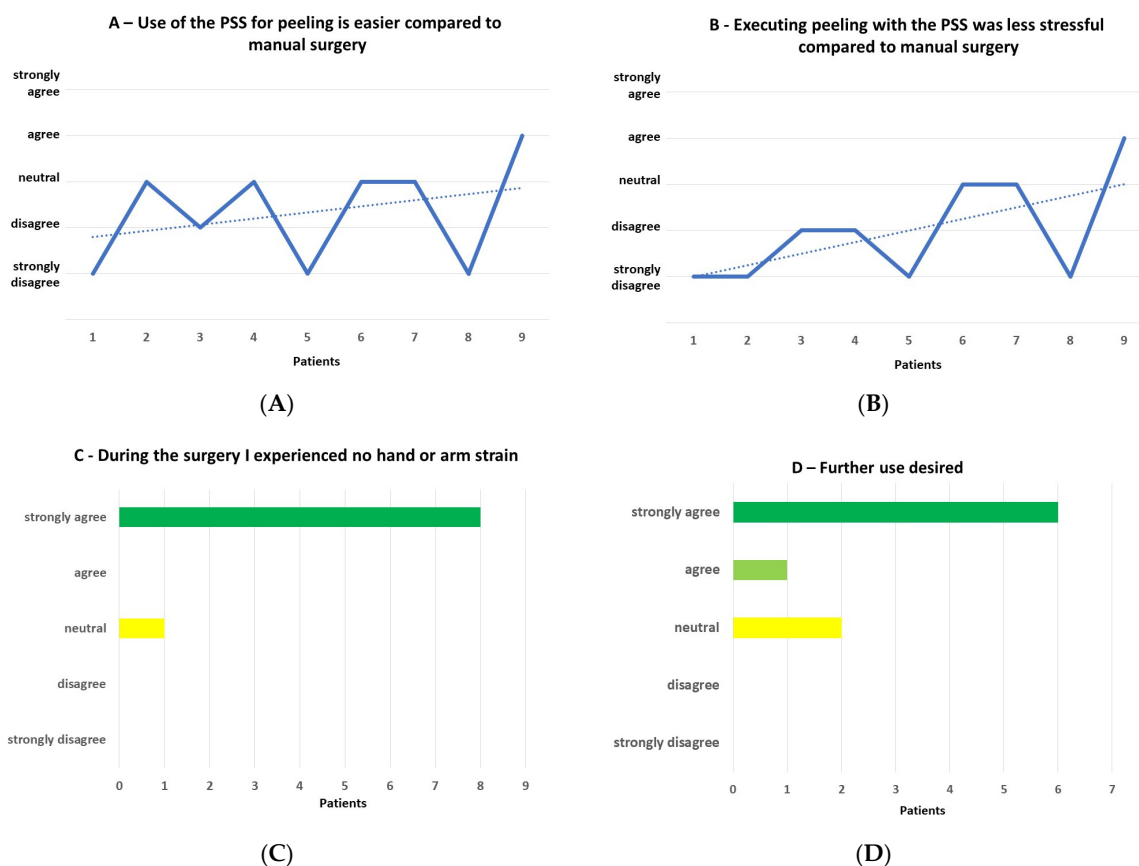 A – Use of the PSS for peeling is easier compared to
manual surgery
strongly
agree
agree
neutral
disagree
strongly
disagree
1 2 3 4 5 6 7 8 9
Patients
(A)
B - Executing peeling with the PSS was less stressful
compared to manual surgery
strongly
agree
agree
neutral
disagree
strongly
disagree
1 2 3 4 5 6 7 8 9
Patients
(B)
C - During the surgery I experienced no hand or arm strain
strongly agree
agree
neutral
disagree
strongly disagree
0 1 2 3 4 5 6 7 8 9
Patients
(C)
D – Further use desired
strongly agree
agree
neutral
disagree
strongly disagree
0 1 2 3 4 5 6 7
Patients
(D)